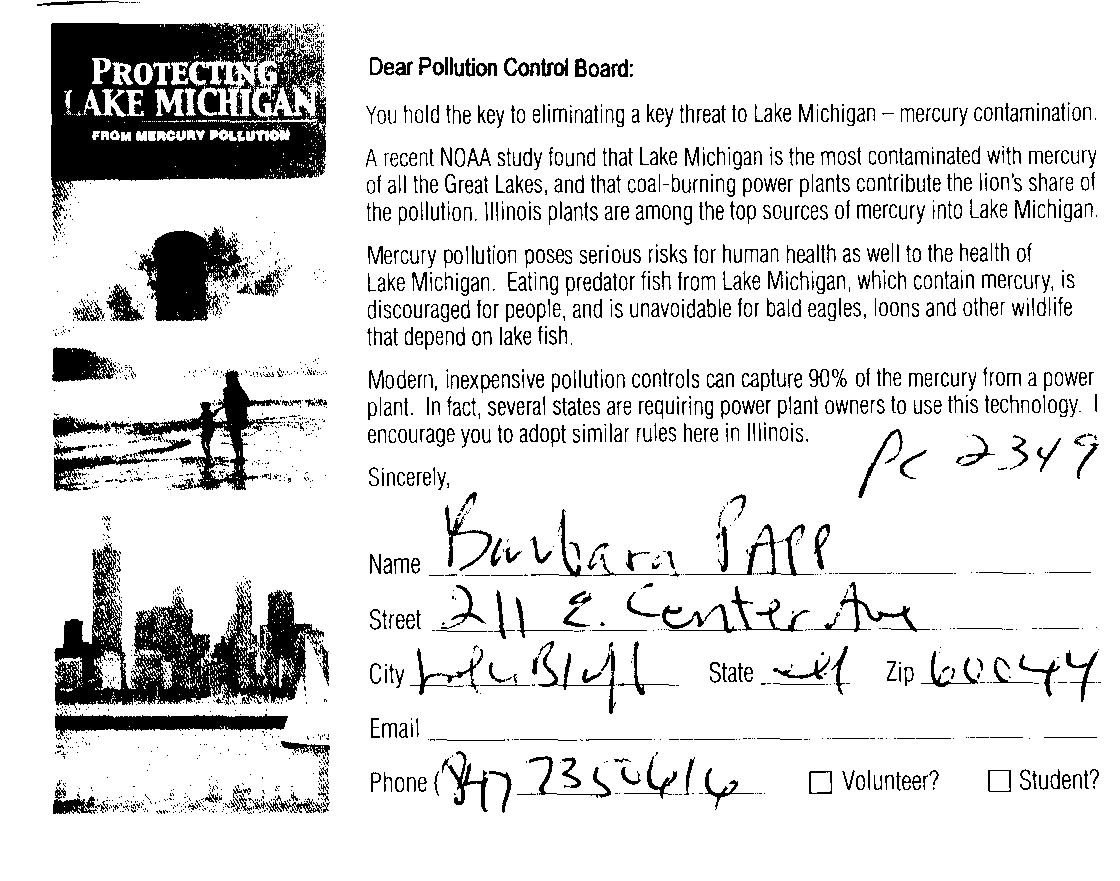 PROTECTING
LAKE MICHIGAN
FROM MERCURY POLLUTION
Dear Pollution Control Board:
You hold the key to eliminating a key threat to Lake Michigan – mercury contamination.
A recent NOAA study found that Lake Michigan is the most contaminated with mercury
of all the Great Lakes, and that coal-burning power plants contribute the lion's share of
the pollution. Illinois plants are among the top sources of mercury into Lake Michigan.
Mercury pollution poses serious risks for human health as well to the health of
Lake Michigan. Eating predator fish from Lake Michigan, which contain mercury, is
discouraged for people, and is unavoidable for bald eagles, loons and other wildlife
that depend on lake fish.
Modern, inexpensive pollution controls can capture 90% of the mercury from a power
plant. In fact, several states are requiring power plant owners to use this technology. I
encourage you to adopt similar rules here in Illinois.
PC 2349
Sincerely,
Name Barbara PAPP
Street 211 E. Center Ave
City Lake Bluff State Zip 60044
Email
Phone (847 7350616
Volunteer? Student?